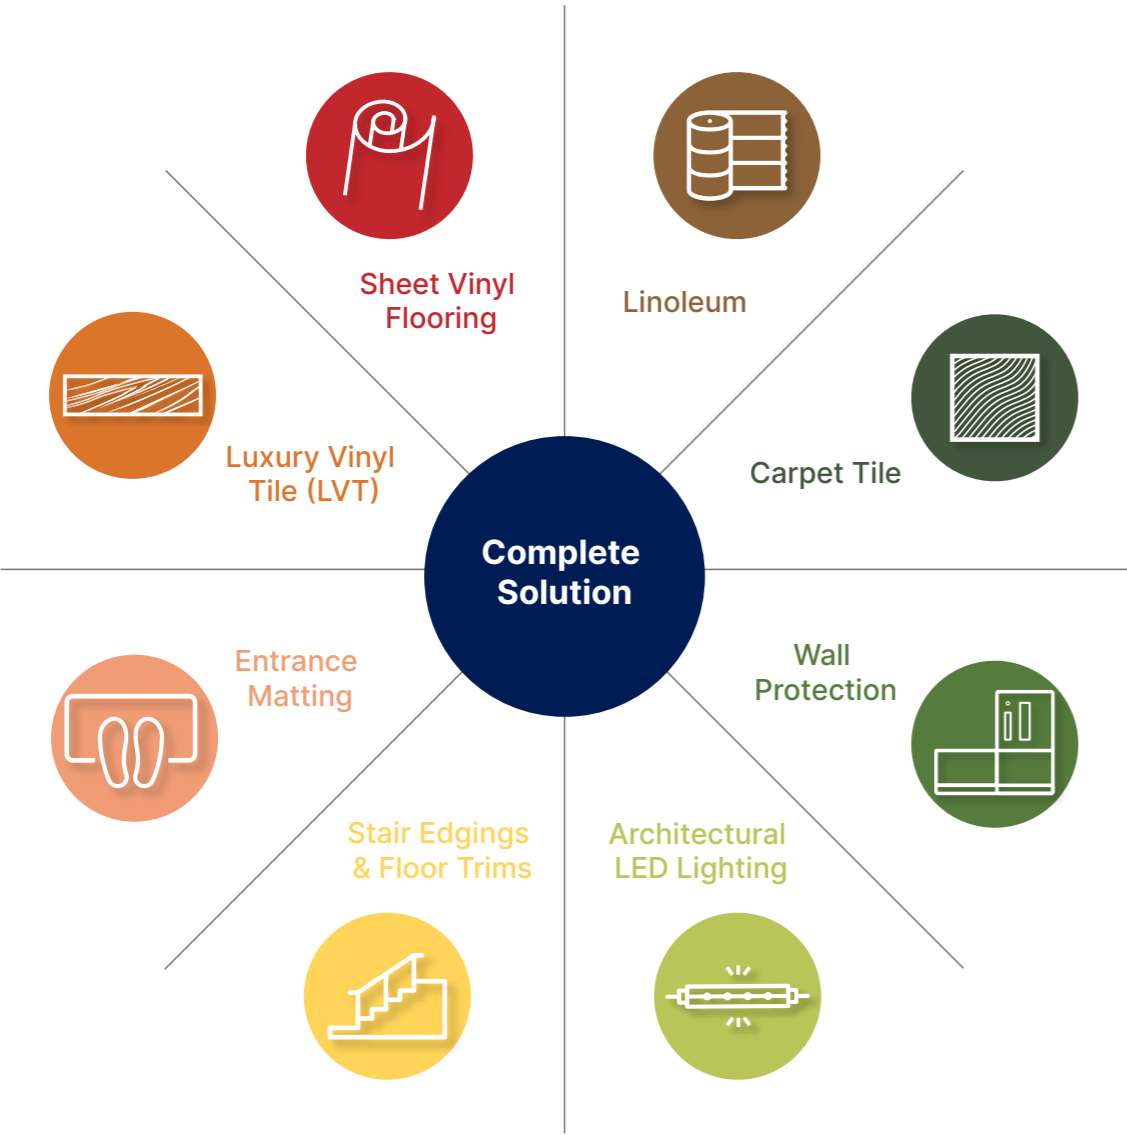 Sheet Vinyl
Flooring
Linoleum
Luxury Vinyl
Tile (LVT)
Carpet Tile
Complete
Solution
Entrance
Matting
Wall
Protection
Stair Edgings
& Floor Trims
Architectural
LED Lighting